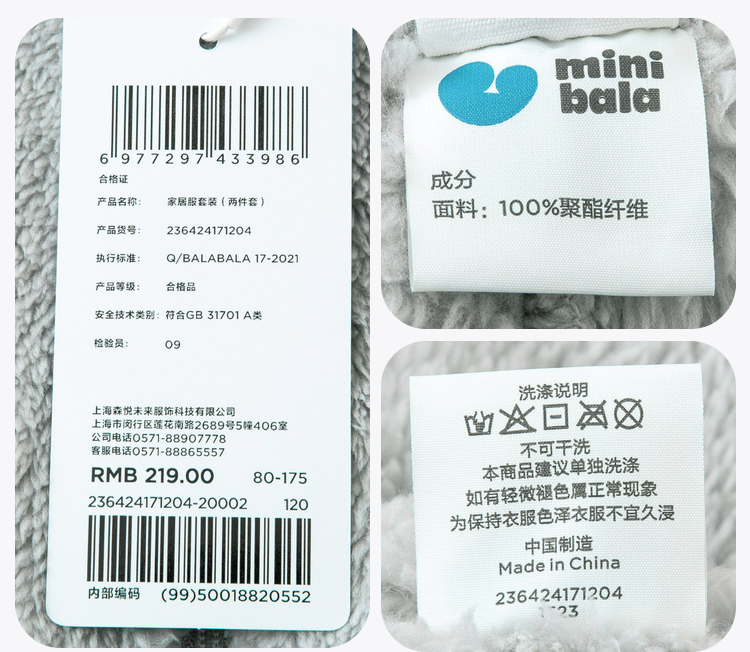 6 977297 433986
合格证
产品名称: 家居服套装（两件套）
产品货号: 236424171204
执行标准: Q/BALABALA 17-2021
产品等级: 合格品
安全技术类别: 符合GB 31701 A类
检验员: 09
上海森悦未来服饰科技有限公司
上海市闵行区莲花南路2689号5幢406室
公司电话0571-88907778
客服电话0571-88865557
RMB 219.00 80-175
236424171204-20002 120
内部编码 (99)50018820552
mini
bala
成分
面料: 100%聚酯纤维
洗涤说明
不可干洗
本商品建议单独洗涤
如有轻微褪色属正常现象
为保持衣服色泽衣服不宜久浸
中国制造
Made in China
236424171204